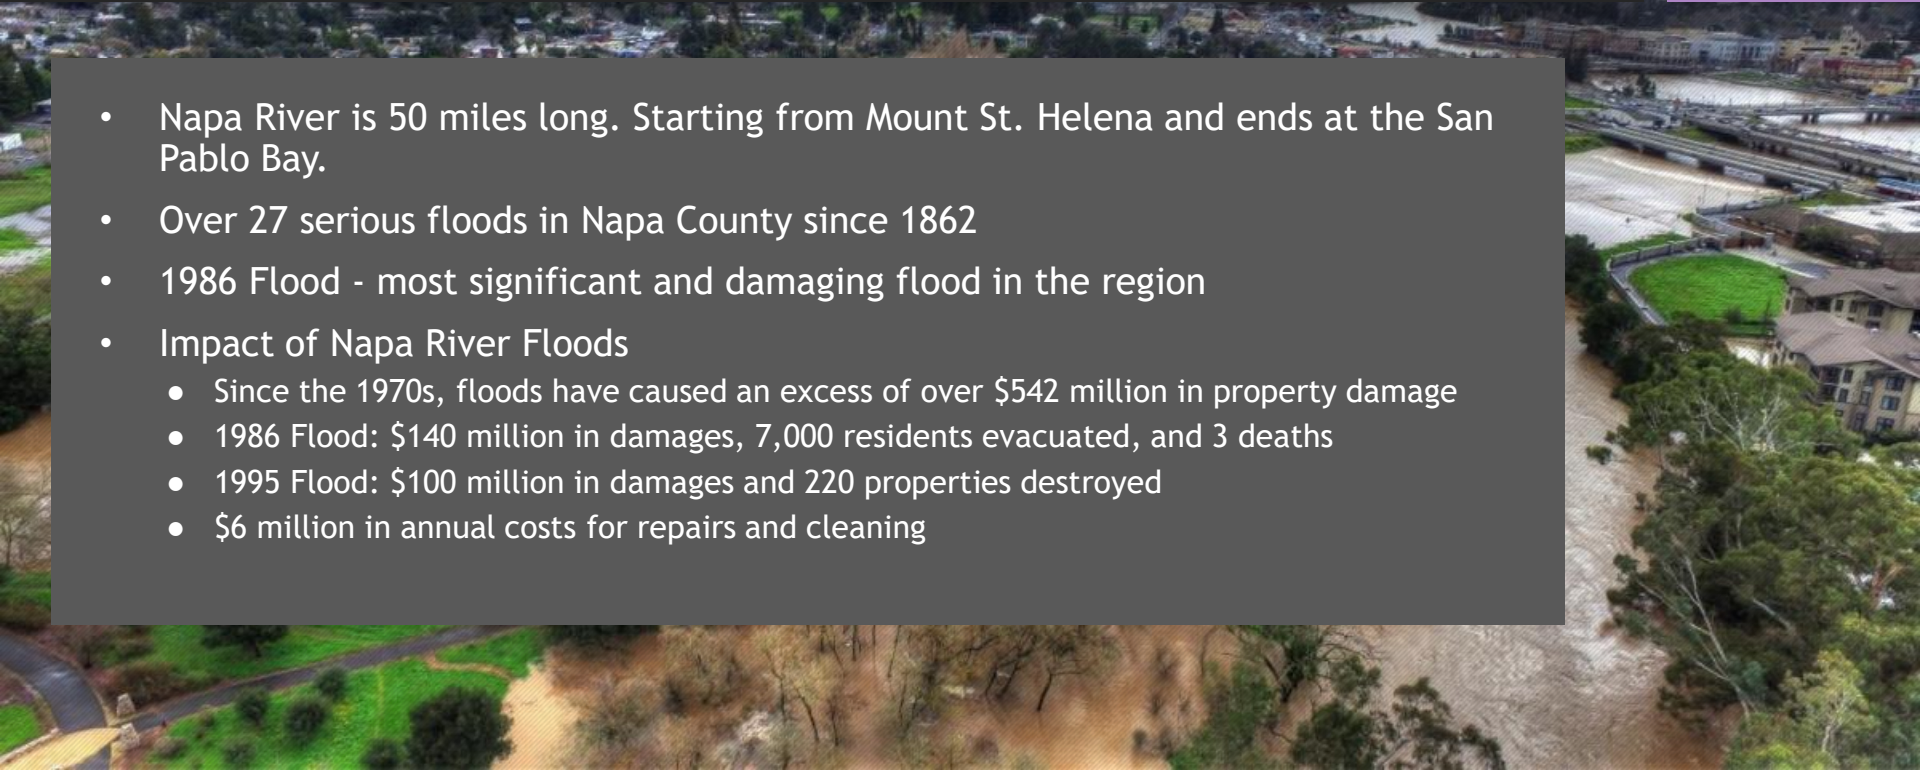 • Napa River is 50 miles long. Starting from Mount St. Helena and ends at the San
Pablo Bay.
• Over 27 serious floods in Napa County since 1862
• 1986 Flood - most significant and damaging flood in the region
• Impact of Napa River Floods
● Since the 1970s, floods have caused an excess of over $542 million in property damage
● 1986 Flood: $140 million in damages, 7,000 residents evacuated, and 3 deaths
● 1995 Flood: $100 million in damages and 220 properties destroyed
● $6 million in annual costs for repairs and cleaning